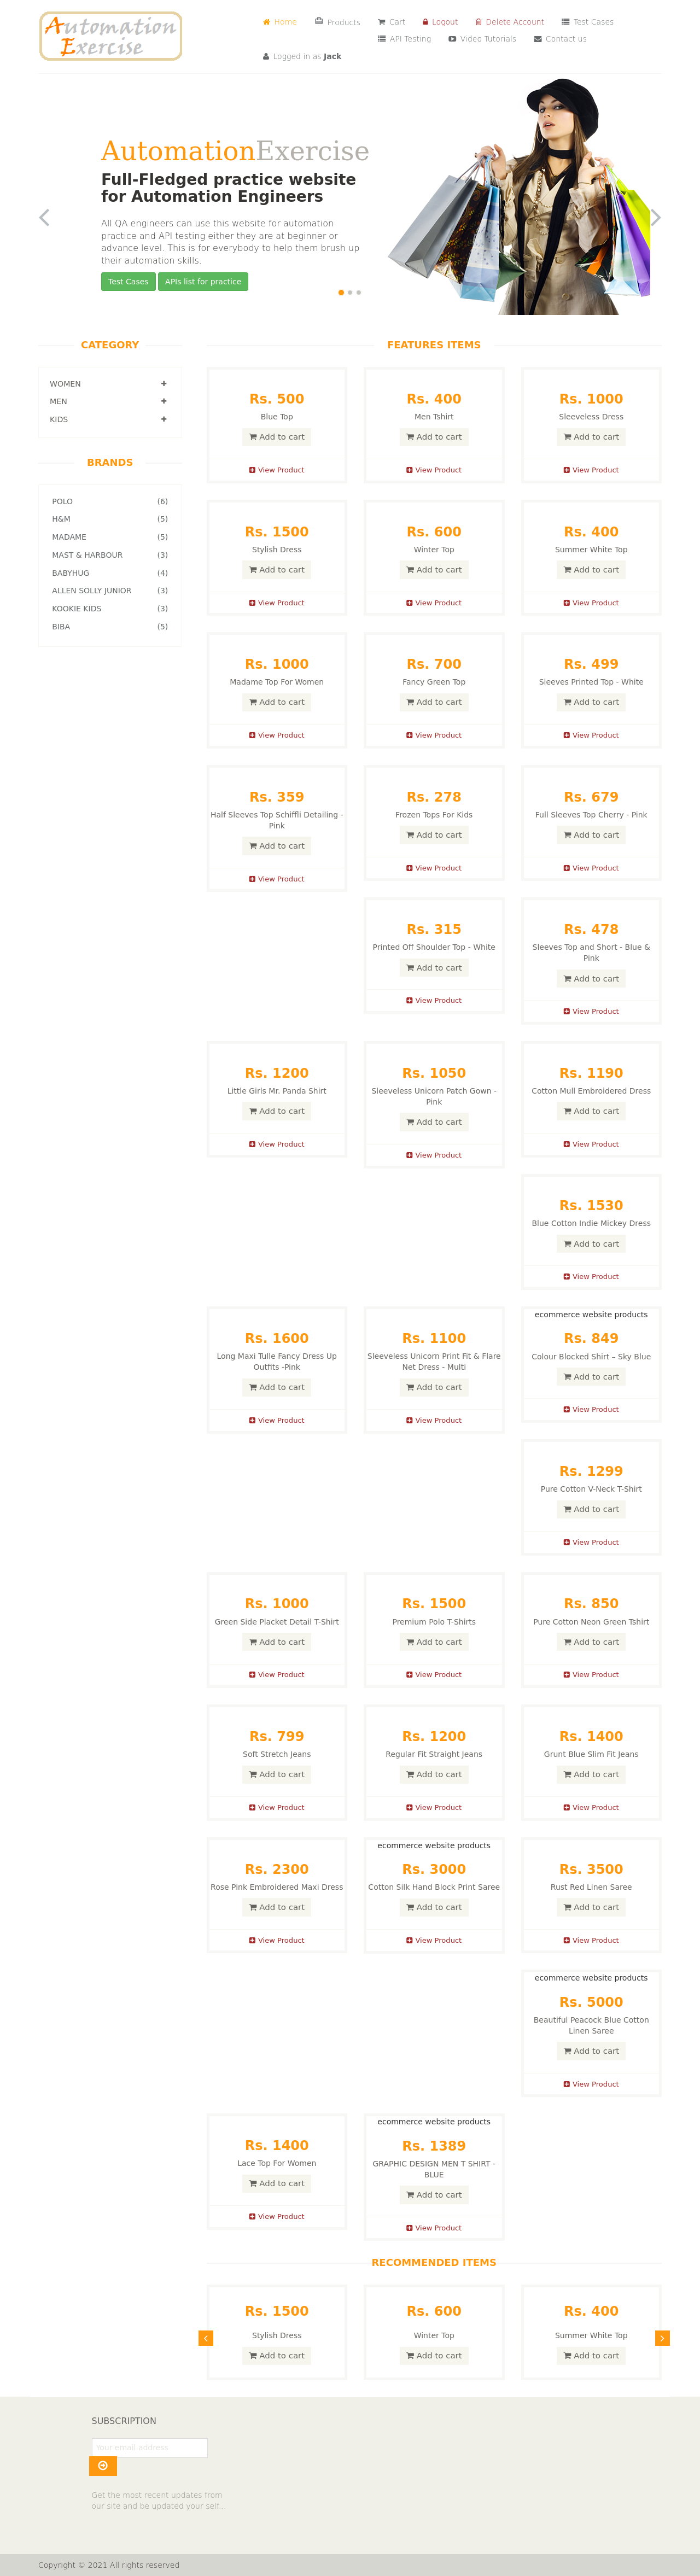 Automation
Exercise
Home
Products
Cart
Logout
Delete Account
Test Cases
API Testing
Video Tutorials
Contact us
Logged in as Jack
AutomationExercise
Full-Fledged practice website
for Automation Engineers
All QA engineers can use this website for automation
practice and API testing either they are at beginner or
advance level. This is for everybody to help them brush up
their automation skills.
Test Cases
APIs list for practice
CATEGORY
WOMEN
MEN
KIDS
BRANDS
POLO (6)
H&M (5)
MADAME (5)
MAST & HARBOUR (3)
BABYHUG (4)
ALLEN SOLLY JUNIOR (3)
KOOKIE KIDS (3)
BIBA (5)
FEATURES ITEMS
Rs. 500
Blue Top
Add to cart
View Product
Rs. 400
Men Tshirt
Add to cart
View Product
Rs. 1000
Sleeveless Dress
Add to cart
View Product
Rs. 1500
Stylish Dress
Add to cart
View Product
Rs. 600
Winter Top
Add to cart
View Product
Rs. 400
Summer White Top
Add to cart
View Product
Rs. 1000
Madame Top For Women
Add to cart
View Product
Rs. 700
Fancy Green Top
Add to cart
View Product
Rs. 499
Sleeves Printed Top - White
Add to cart
View Product
Rs. 359
Half Sleeves Top Schiffli Detailing -
Pink
Add to cart
View Product
Rs. 278
Frozen Tops For Kids
Add to cart
View Product
Rs. 679
Full Sleeves Top Cherry - Pink
Add to cart
View Product
Rs. 315
Printed Off Shoulder Top - White
Add to cart
View Product
Rs. 478
Sleeves Top and Short - Blue &
Pink
Add to cart
View Product
Rs. 1200
Little Girls Mr. Panda Shirt
Add to cart
View Product
Rs. 1050
Sleeveless Unicorn Patch Gown -
Pink
Add to cart
View Product
Rs. 1190
Cotton Mull Embroidered Dress
Add to cart
View Product
Rs. 1530
Blue Cotton Indie Mickey Dress
Add to cart
View Product
Rs. 1600
Long Maxi Tulle Fancy Dress Up
Outfits -Pink
Add to cart
View Product
Rs. 1100
Sleeveless Unicorn Print Fit & Flare
Net Dress - Multi
Add to cart
View Product
ecommerce website products
Rs. 849
Colour Blocked Shirt – Sky Blue
Add to cart
View Product
Rs. 1299
Pure Cotton V-Neck T-Shirt
Add to cart
View Product
Rs. 1000
Green Side Placket Detail T-Shirt
Add to cart
View Product
Rs. 1500
Premium Polo T-Shirts
Add to cart
View Product
Rs. 850
Pure Cotton Neon Green Tshirt
Add to cart
View Product
Rs. 799
Soft Stretch Jeans
Add to cart
View Product
Rs. 1200
Regular Fit Straight Jeans
Add to cart
View Product
Rs. 1400
Grunt Blue Slim Fit Jeans
Add to cart
View Product
Rs. 2300
Rose Pink Embroidered Maxi Dress
Add to cart
View Product
ecommerce website products
Rs. 3000
Cotton Silk Hand Block Print Saree
Add to cart
View Product
Rs. 3500
Rust Red Linen Saree
Add to cart
View Product
ecommerce website products
Rs. 5000
Beautiful Peacock Blue Cotton
Linen Saree
Add to cart
View Product
Rs. 1400
Lace Top For Women
Add to cart
View Product
ecommerce website products
Rs. 1389
GRAPHIC DESIGN MEN T SHIRT -
BLUE
Add to cart
View Product
RECOMMENDED ITEMS
Rs. 1500
Stylish Dress
Add to cart
Rs. 600
Winter Top
Add to cart
Rs. 400
Summer White Top
Add to cart
SUBSCRIPTION
Your email address
Get the most recent updates from
our site and be updated your self...
Copyright © 2021 All rights reserved